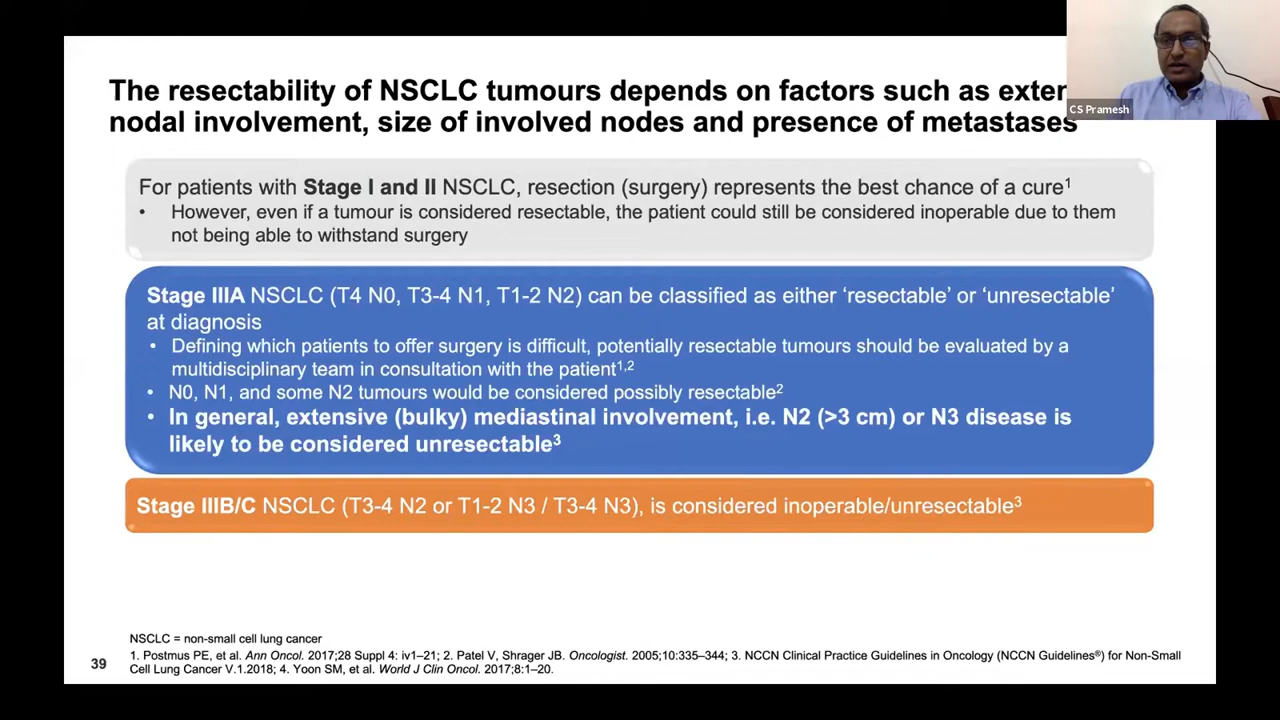 The resectability of NSCLC tumours depends on factors such as
nodal involvement, size of involved nodes and presence of metastases
CS Pramesh
For patients with Stage I and II NSCLC, resection (surgery) represents the best chance of a cure1
• However, even if a tumour is considered resectable, the patient could still be considered inoperable due to them
not being able to withstand surgery
Stage IIIA NSCLC (T4 N0, T3-4 N1, T1-2 N2) can be classified as either ‘resectable’ or ‘unresectable’
at diagnosis
• Defining which patients to offer surgery is difficult, potentially resectable tumours should be evaluated by a
multidisciplinary team in consultation with the patient1,2
• N0, N1, and some N2 tumours would be considered possibly resectable2
• In general, extensive (bulky) mediastinal involvement, i.e. N2 (>3 cm) or N3 disease is
likely to be considered unresectable3
Stage IIIB/C NSCLC (T3-4 N2 or T1-2 N3 / T3-4 N3), is considered inoperable/unresectable3
NSCLC = non-small cell lung cancer
1. Postmus PE, et al. Ann Oncol. 2017;28 Suppl 4: iv1–21; 2. Patel V, Shrager JB. Oncologist. 2005;10:335–344; 3. NCCN Clinical Practice Guidelines in Oncology (NCCN Guidelines®) for Non-Small
Cell Lung Cancer V.1.2018; 4. Yoon SM, et al. World J Clin Oncol. 2017;8:1–20.
39